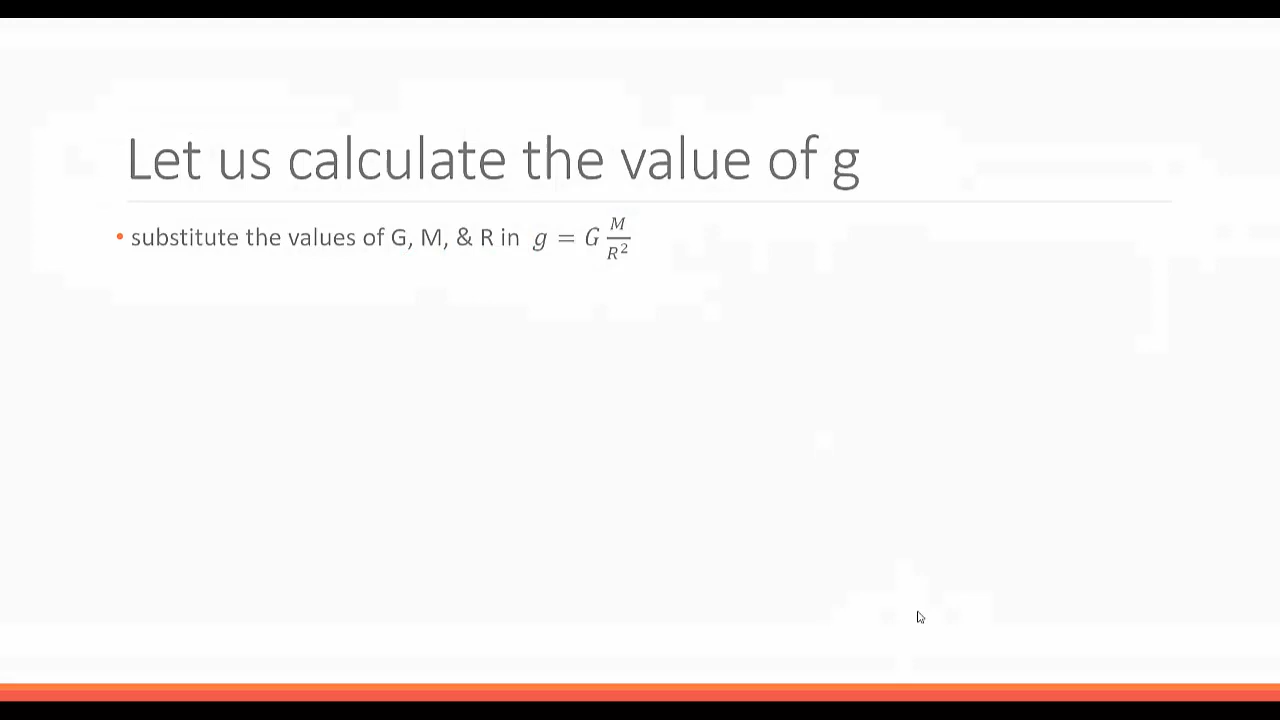 Let us calculate the value of g
• substitute the values of G, M, & R in g = G M/R²